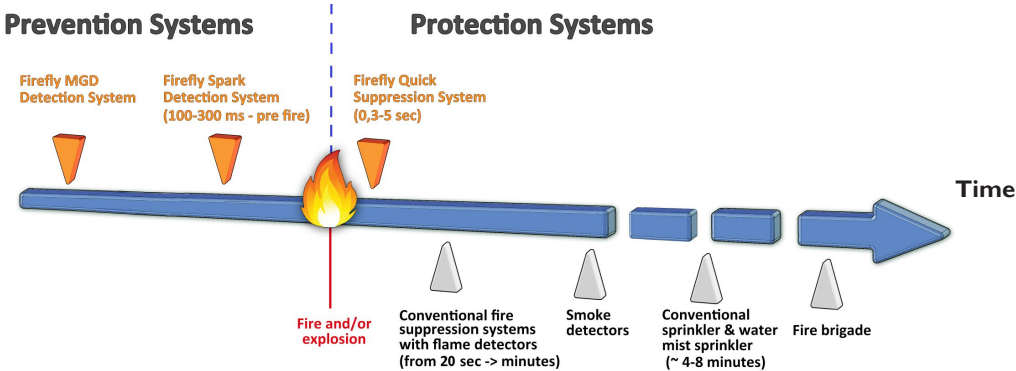 Prevention Systems
Protection Systems
Firefly MGD
Detection System
Firefly Spark
Detection System
(100-300 ms - pre fire)
Firefly Quick
Suppression System
(0,3-5 sec)
Time
Fire and/or
explosion
Conventional fire
suppression systems
with flame detectors
(from 20 sec -> minutes)
Smoke
detectors
Conventional
sprinkler & water
mist sprinkler
(~ 4-8 minutes)
Fire brigade